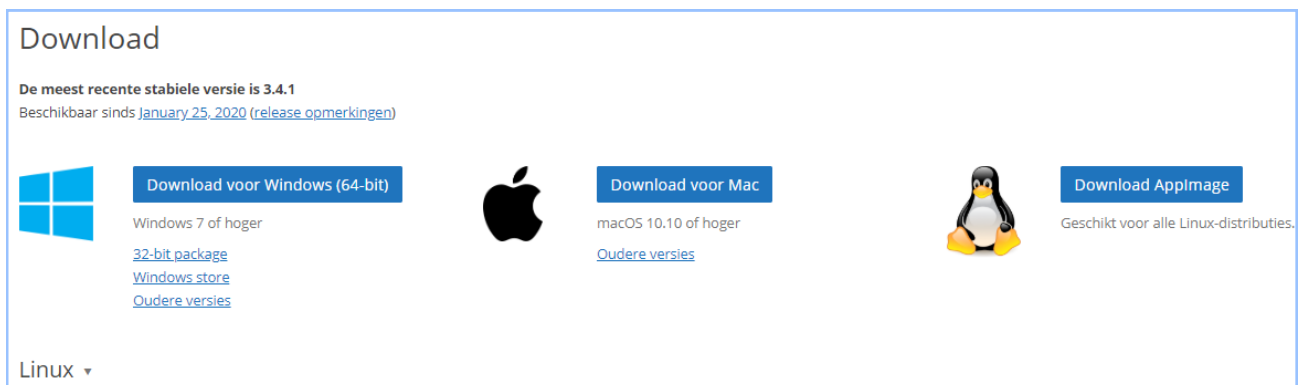 Download
De meest recente stabiele versie is 3.4.1
Beschikbaar sinds January 25, 2020 (release opmerkingen)
Download voor Windows (64-bit)
Windows 7 of hoger
32-bit package
Windows store
Oudere versies
Download voor Mac
macOS 10.10 of hoger
Oudere versies
Download AppImage
Geschikt voor alle Linux-distributies.
Linux ▾